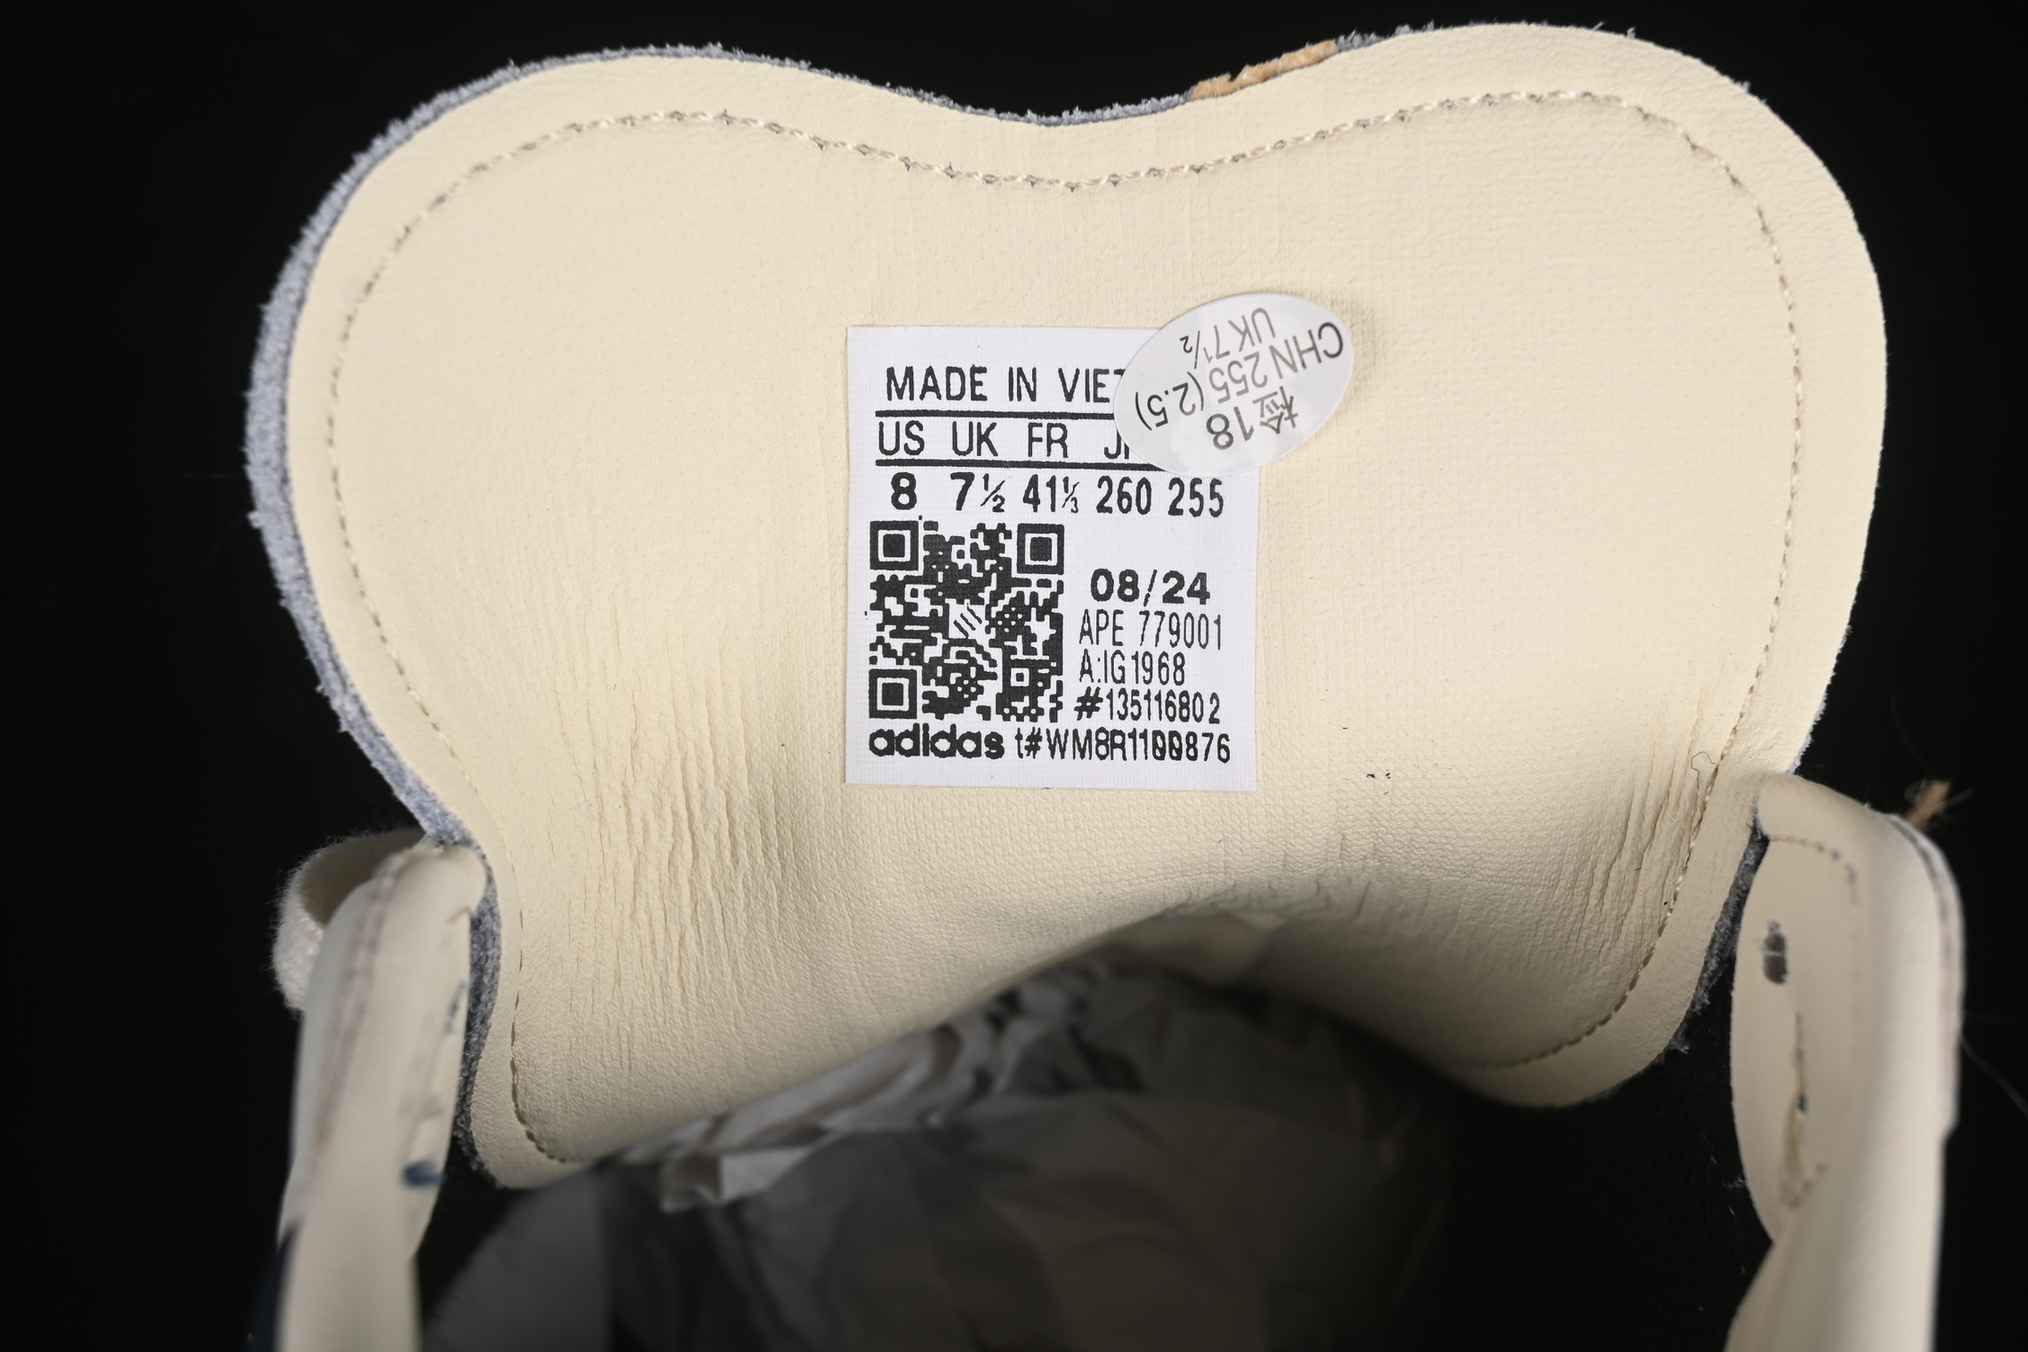 MADE IN VIET
US UK FR
8 7½ 41⅓ 260 255
08/24
APE 779001
A:IG1968
#135116802
adidas t#WM8R1100876
检18
CHN 255 (2.5)
UK 7½